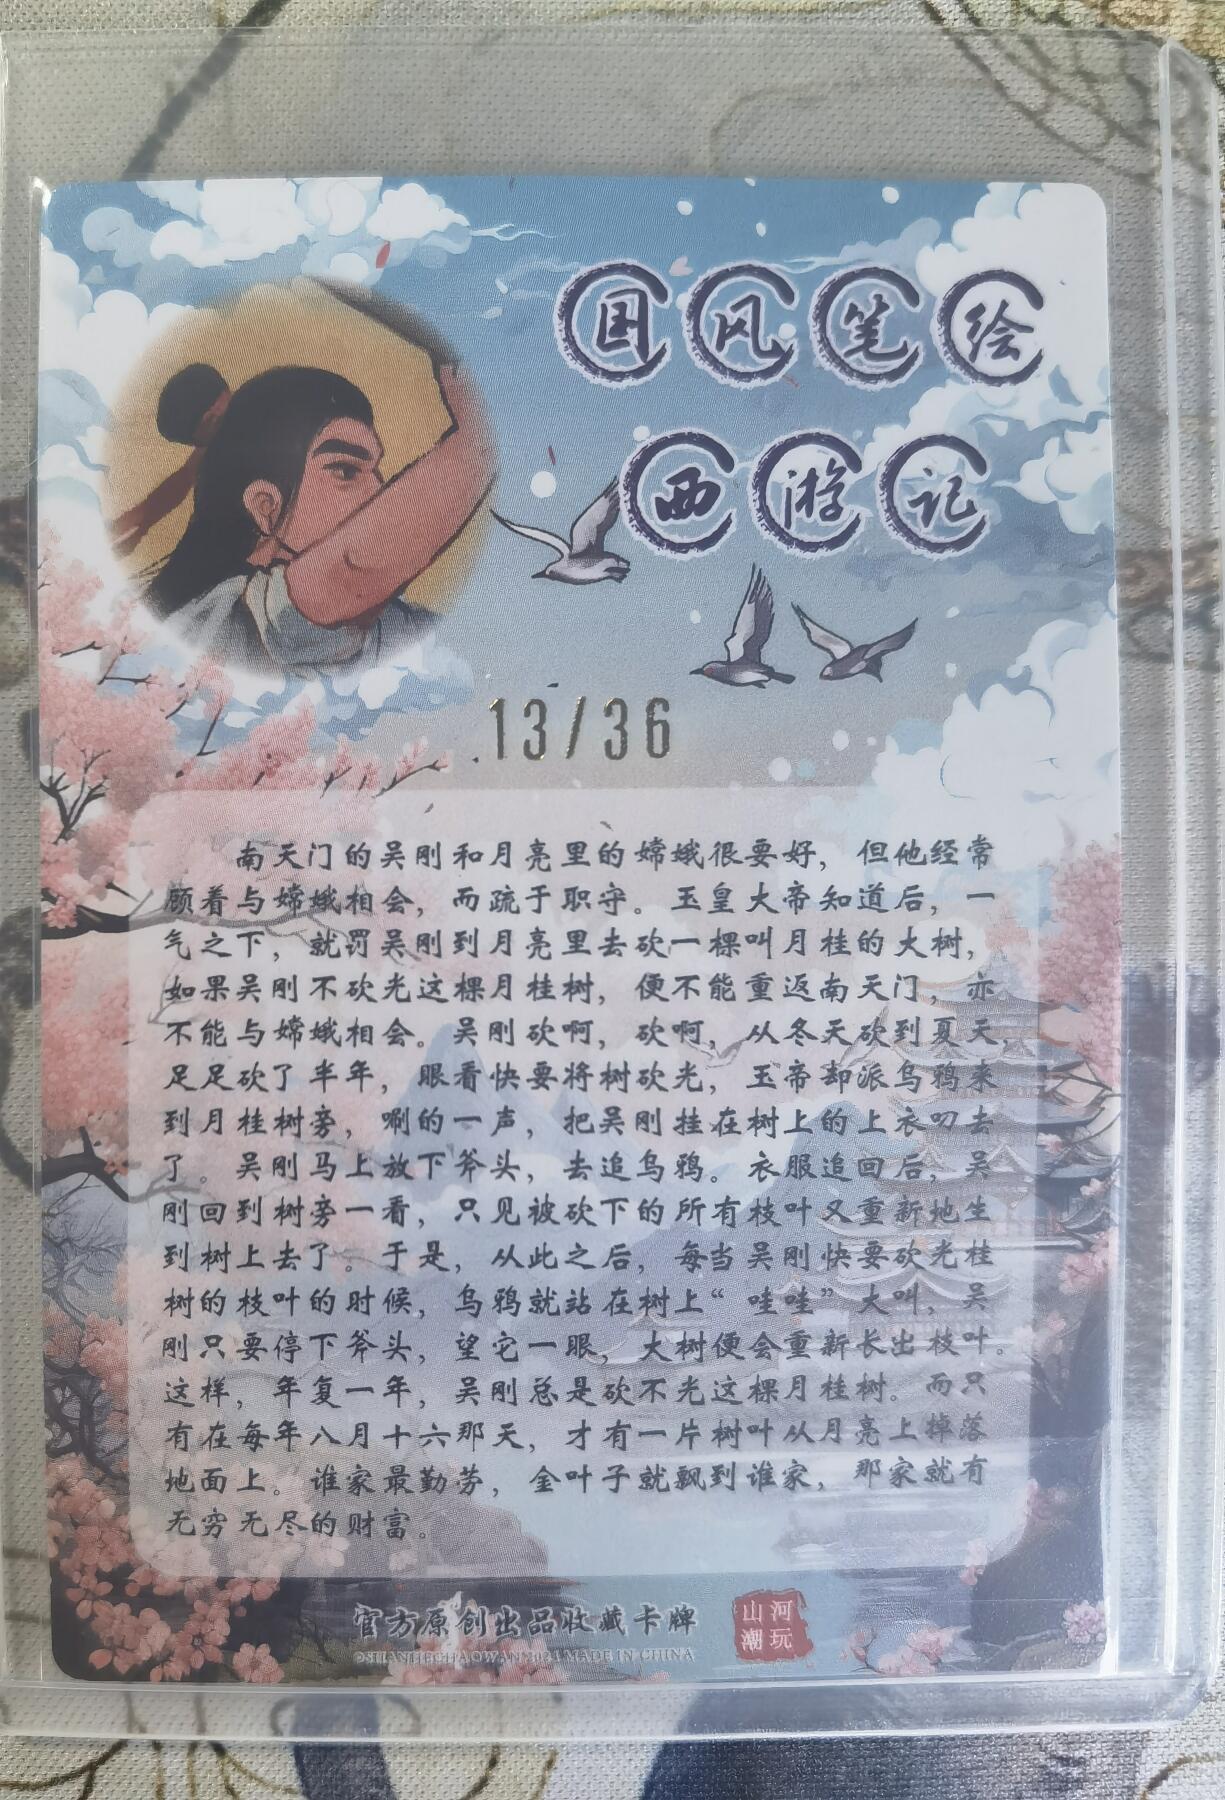 国风笔绘
西游记
13/36
南天门的吴刚和月亮里的嫦娥很要好，但他经常
顾着与嫦娥相会，而疏于职守。玉皇大帝知道后，一
气之下，就罚吴刚到月亮里去砍一棵叫月桂的大树，
如果吴刚不砍光这棵月桂树，便不能重返南天门，亦
不能与嫦娥相会。吴刚砍啊，砍啊，从冬天砍到夏天，
足足砍了半年，眼看快要将树砍光，玉帝却派乌鸦来
到月桂树旁，唰的一声，把吴刚挂在树上的上衣叨去
了。吴刚马上放下斧头，去追乌鸦。衣服追回后，吴
刚回到树旁一看，只见被砍下的所有枝叶又重新地生
到树上去了。于是，从此之后，每当吴刚快要砍光桂
树的枝叶的时候，乌鸦就站在树上“哇哇”大叫，吴
刚只要停下斧头，望它一眼，大树便会重新长出枝叶。
这样，年复一年，吴刚总是砍不光这棵月桂树。而只
有在每年八月十六那天，才有一片树叶从月亮上掉落
地面上。谁家最勤劳，金叶子就飘到谁家，那家就有
无穷无尽的财富。
官方原创出品收藏卡牌
©SHANHECHAOWAN2024 MADE IN CHINA
山河
潮玩